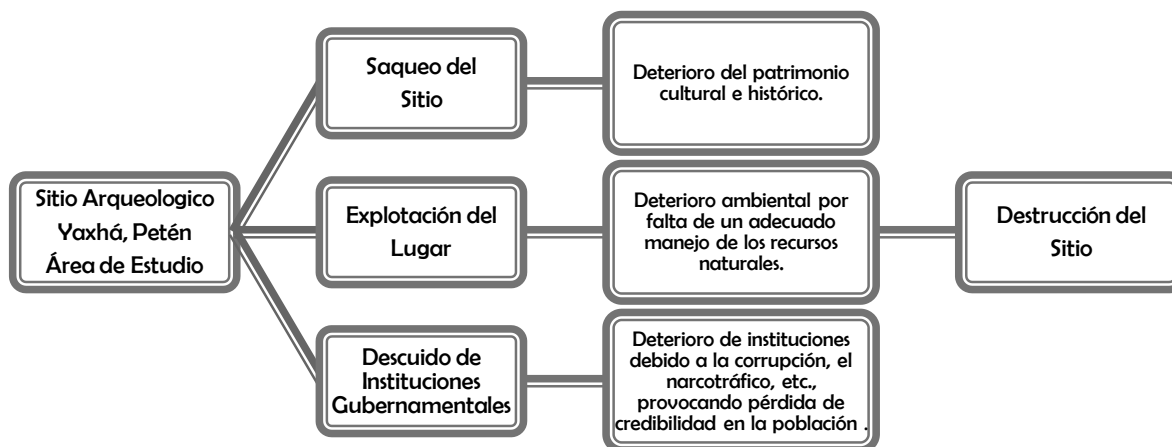 Sitio Arqueologico
Yaxhá, Petén
Área de Estudio
Saqueo del
Sitio
Deterioro del patrimonio
cultural e histórico.
Explotación del
Lugar
Deterioro ambiental por
falta de un adecuado
manejo de los recursos
naturales.
Destrucción del
Sitio
Descuido de
Instituciones
Gubernamentales
Deterioro de instituciones
debido a la corrupción, el
narcotráfico, etc.,
provocando pérdida de
credibilidad en la población .